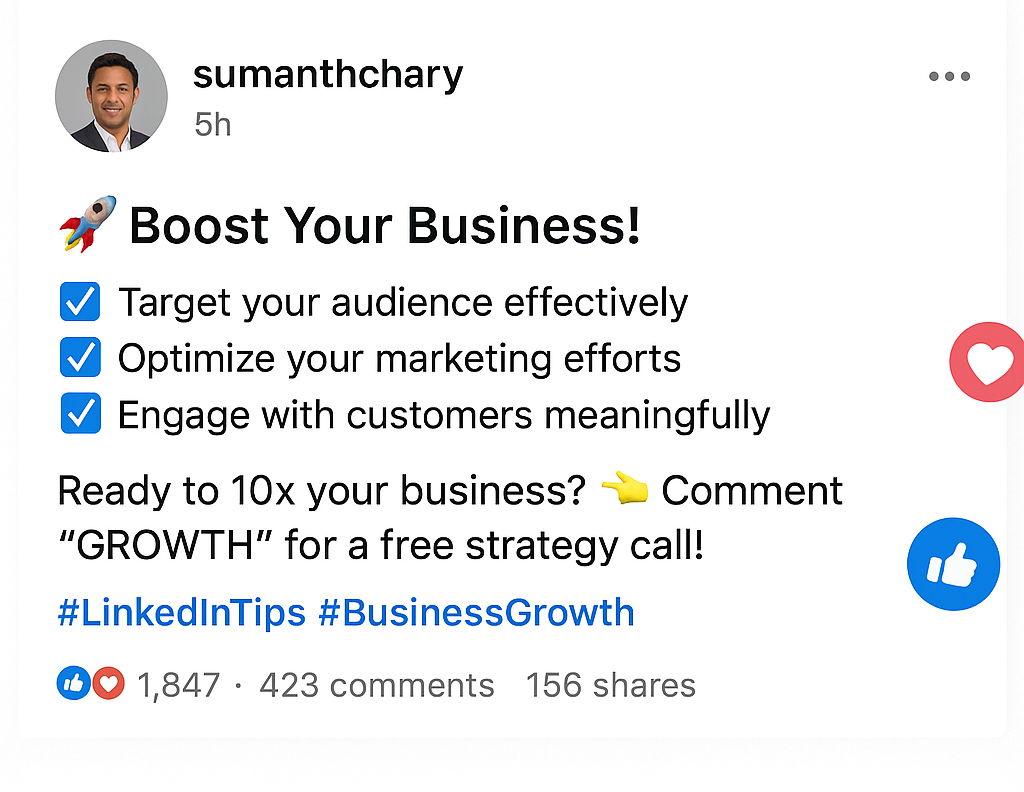 sumanthchary
5h
🚀 Boost Your Business!
☑ Target your audience effectively
☑ Optimize your marketing efforts
☑ Engage with customers meaningfully
Ready to 10x your business? 👈 Comment
“GROWTH” for a free strategy call!
#LinkedInTips #BusinessGrowth
1,847 · 423 comments 156 shares